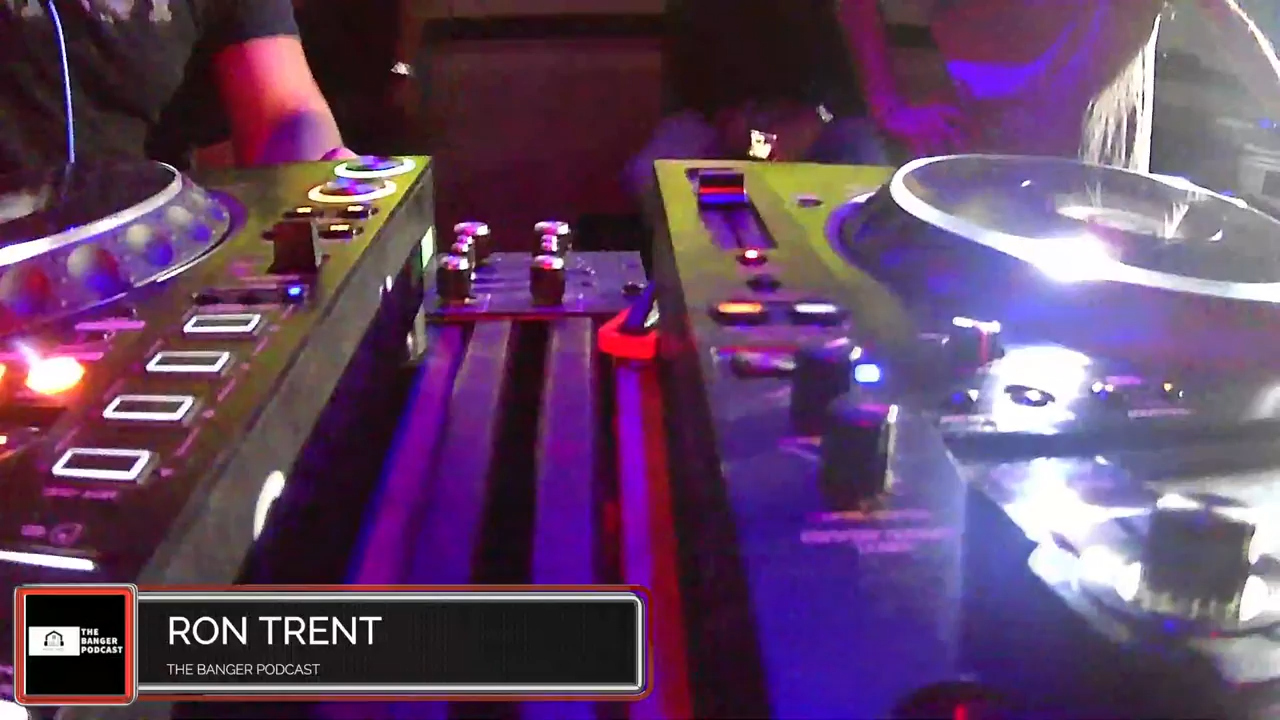 RON TRENT
THE BANGER PODCAST
THE
BANGER
PODCAST